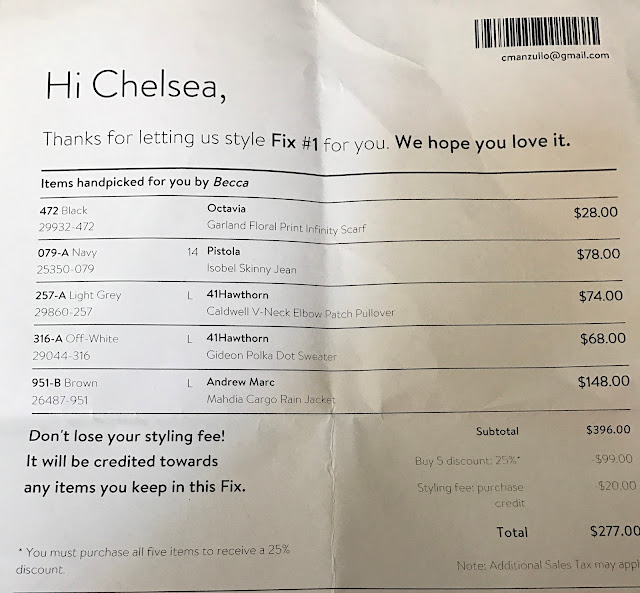 cmanzullo@gmail.com
Hi Chelsea,
Thanks for letting us style Fix #1 for you. We hope you love it.
Items handpicked for you by Becca
472 Black Octavia $28.00
29932-472 Garland Floral Print Infinity Scarf
079-A Navy 14 Pistola $78.00
25350-079 Isobel Skinny Jean
257-A Light Grey L 41Hawthorn $74.00
29860-257 Caldwell V-Neck Elbow Patch Pullover
316-A Off-White L 41Hawthorn $68.00
29044-316 Gideon Polka Dot Sweater
951-B Brown L Andrew Marc $148.00
26487-951 Mahdia Cargo Rain Jacket
Don't lose your styling fee!
It will be credited towards
any items you keep in this Fix.
Subtotal $396.00
Buy 5 discount: 25%* -$99.00
Styling fee: purchase -$20.00
credit
Total $277.00
* You must purchase all five items to receive a 25%
discount.
Note: Additional Sales Tax may appl